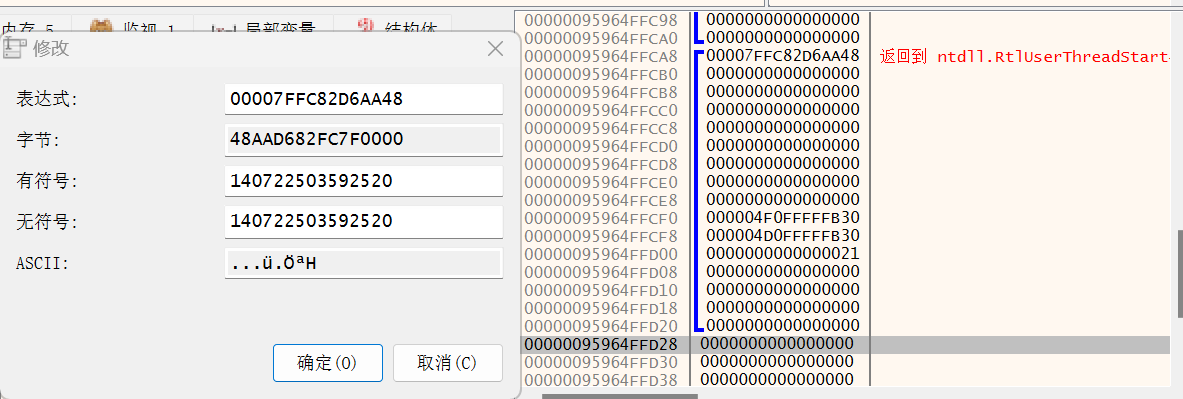 内存 5 监视 1 局部变量 结构体
修改
表达式: 00007FFC82D6AA48
字节: 48AAD682FC7F0000
有符号: 140722503592520
无符号: 140722503592520
ASCII: ...ü.ÖªH
确定(O) 取消(C)
00000095964FFC98 0000000000000000
00000095964FFCA0 0000000000000000
00000095964FFCA8 00007FFC82D6AA48 返回到 ntdll.RtlUserThreadStart
00000095964FFCB0 0000000000000000
00000095964FFCB8 0000000000000000
00000095964FFCC0 0000000000000000
00000095964FFCC8 0000000000000000
00000095964FFCD0 0000000000000000
00000095964FFCD8 0000000000000000
00000095964FFCE0 0000000000000000
00000095964FFCE8 0000000000000000
00000095964FFCF0 000004F0FFFFFB30
00000095964FFCF8 000004D0FFFFFB30
00000095964FFD00 0000000000000021
00000095964FFD08 0000000000000000
00000095964FFD10 0000000000000000
00000095964FFD18 0000000000000000
00000095964FFD20 0000000000000000
00000095964FFD28 0000000000000000
00000095964FFD30 0000000000000000
00000095964FFD38 0000000000000000